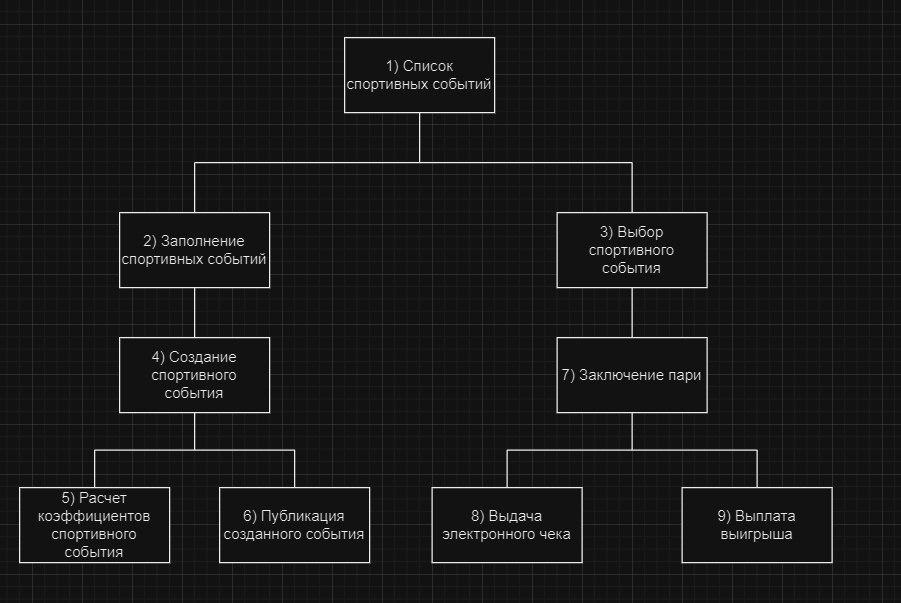 1) Список
спортивных событий
2) Заполнение
спортивных событий
3) Выбор
спортивного
события
4) Создание
спортивного
события
7) Заключение пари
5) Расчет
коэффициентов
спортивного
события
6) Публикация
созданного события
8) Выдача
электронного чека
9) Выплата
выигрыша